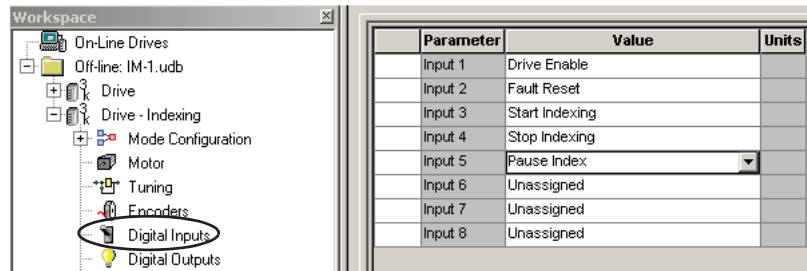 Workspace
On-Line Drives
Off-line: IM-1.udb
Drive
Drive - Indexing
Mode Configuration
Motor
Tuning
Encoders
Digital Inputs
Digital Outputs
Parameter Value Units
Input 1 Drive Enable
Input 2 Fault Reset
Input 3 Start Indexing
Input 4 Stop Indexing
Input 5 Pause Index
Input 6 Unassigned
Input 7 Unassigned
Input 8 Unassigned